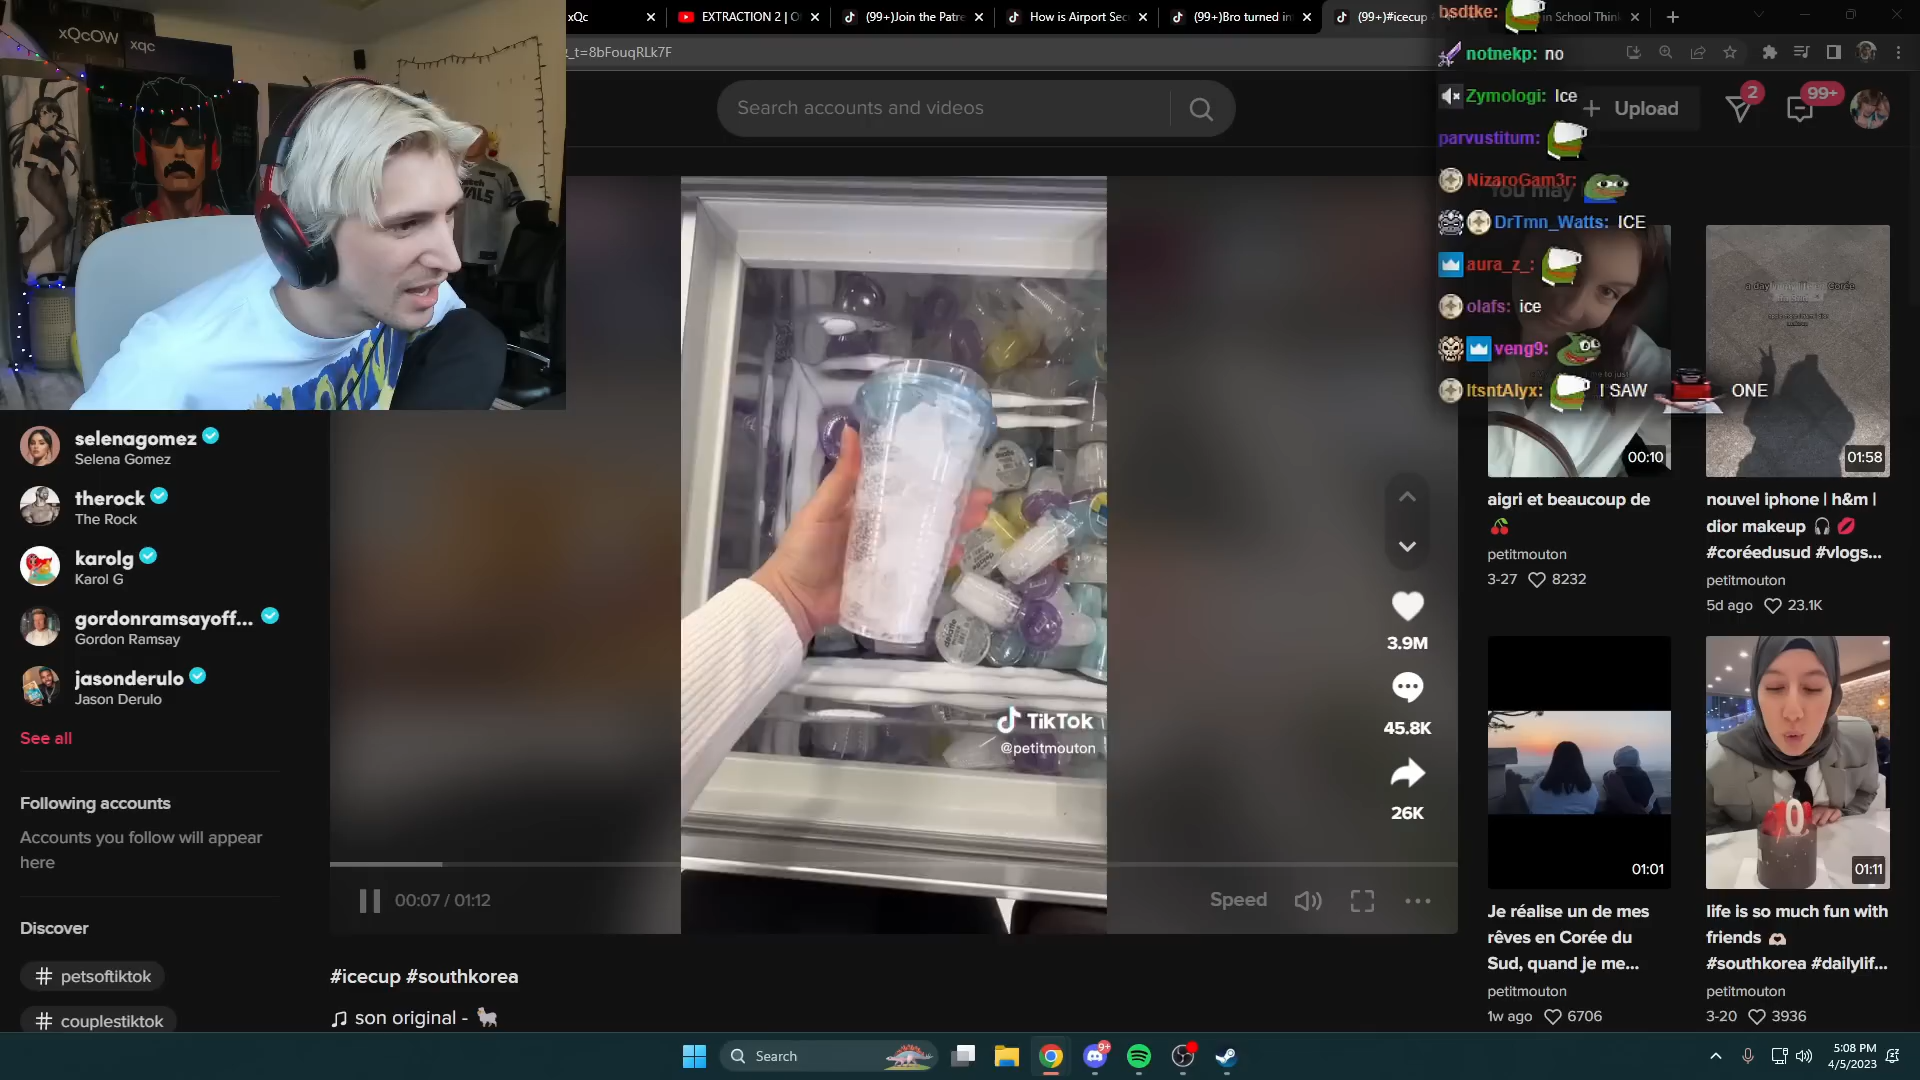 xQcOW
xqc
xQc
EXTRACTION 2 | O
(99+)Join the Patre
How is Airport Sec
(99+)Bro turned in
(99+)#icecup
in School Think
_t=8bFouqRLk7F
Search accounts and videos
Upload
2
99+
bsdtke:
notnekp: no
Zymologi: Ice
parvustitum:
NizaroGam3r:
You may
DrTmn_Watts: ICE
aura_z_:
olafs: ice
veng9:
ItsntAlyx: I SAW ONE
selenagomez
Selena Gomez
therock
The Rock
karolg
Karol G
gordonramsayoff...
Gordon Ramsay
jasonderulo
Jason Derulo
See all
Following accounts
Accounts you follow will appear
here
Discover
# petsoftiktok
# couplestiktok
TikTok
@petitmouton
3.9M
45.8K
26K
00:07 / 01:12
Speed
#icecup #southkorea
son original -
00:10
aigri et beaucoup de
petitmouton
3-27 8232
01:58
nouvel iphone | h&m |
dior makeup
#coréedusud #vlogs...
petitmouton
5d ago 23.1K
01:01
Je réalise un de mes
rêves en Corée du
Sud, quand je me...
petitmouton
1w ago 6706
01:11
life is so much fun with
friends
#southkorea #dailylif...
petitmouton
3-20 3936
Search
9+
5:08 PM
4/5/2023